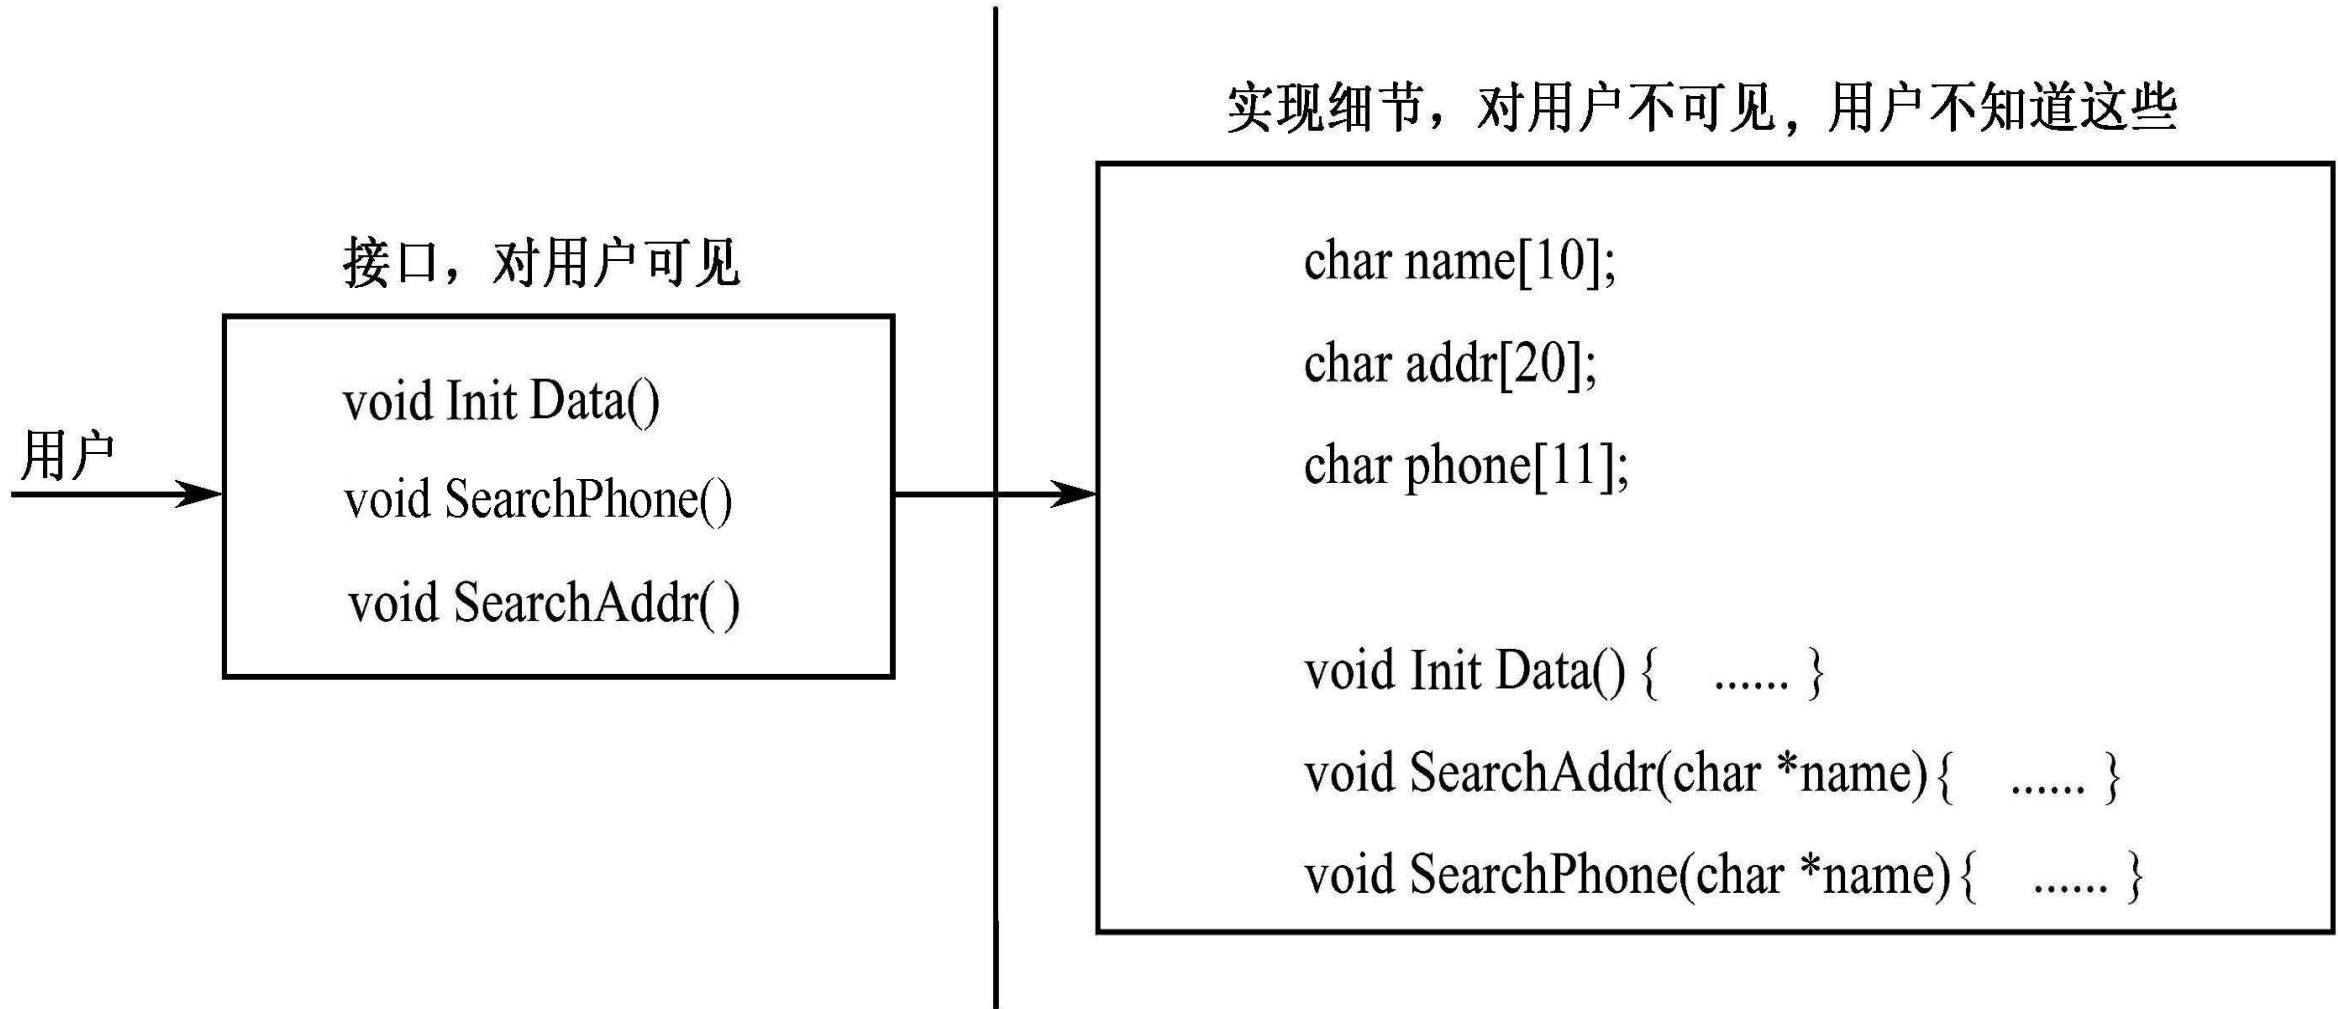 用户
接口，对用户可见
void Init Data()
void SearchPhone()
void SearchAddr( )
实现细节，对用户不可见，用户不知道这些
char name[10];
char addr[20];
char phone[11];
void Init Data() { ...... }
void SearchAddr(char *name) { ...... }
void SearchPhone(char *name) { ...... }